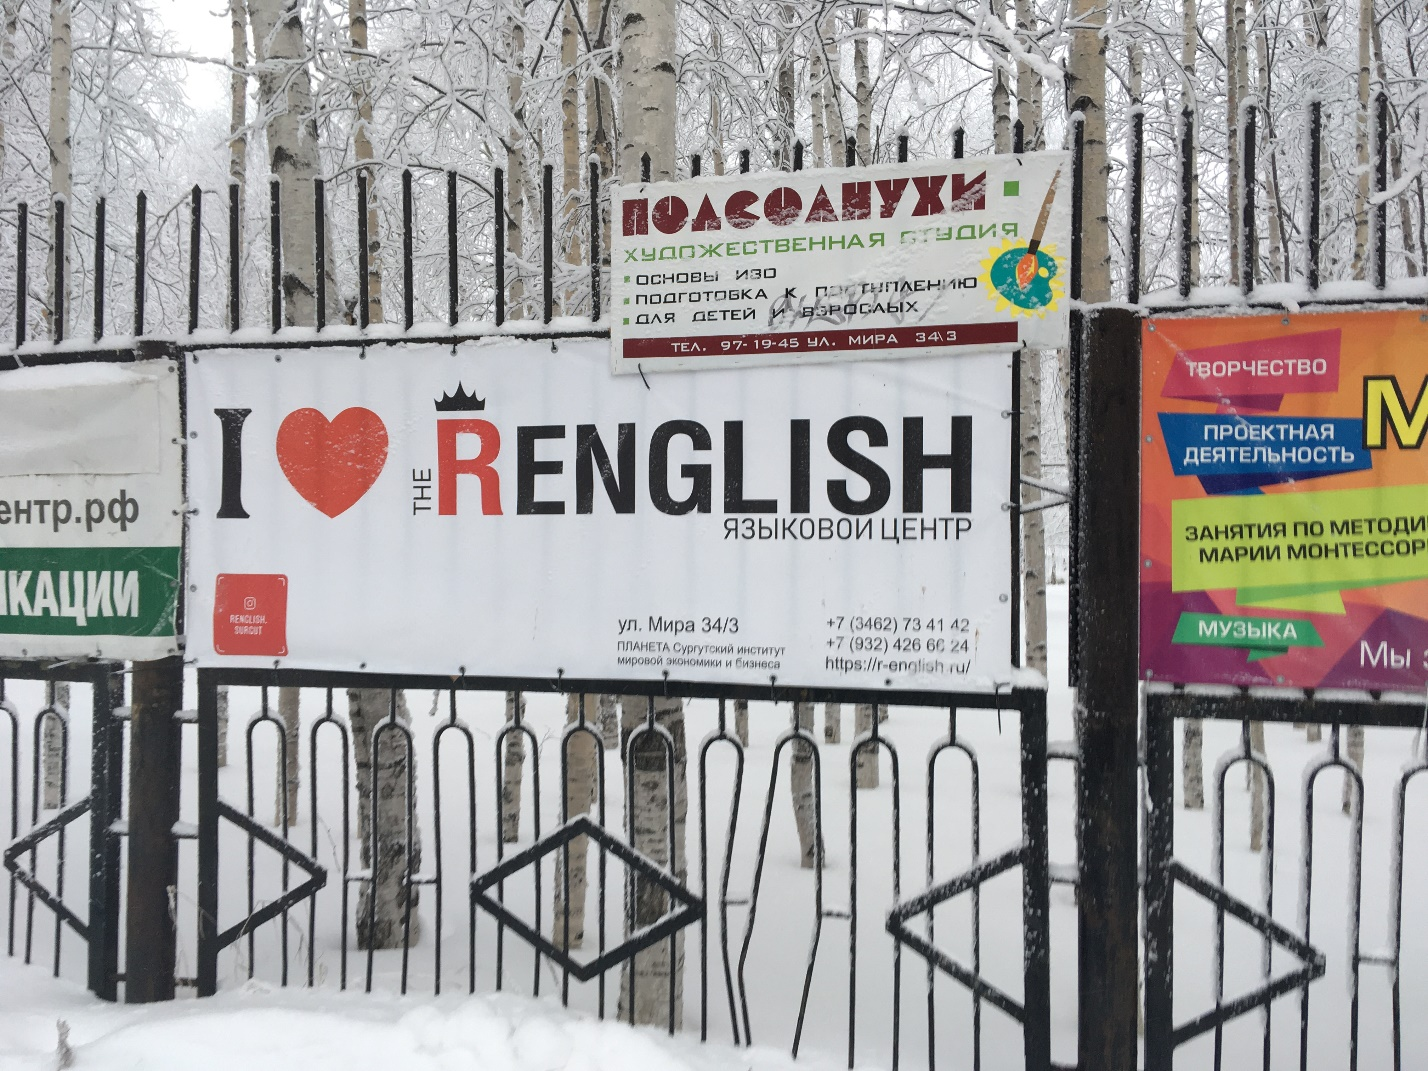 ПОДСОЛНУХИ
ХУДОЖЕСТВЕННАЯ СТУДИЯ
ОСНОВЫ ИЗО
ПОДГОТОВКА К ПОСТУПЛЕНИЮ
ДЛЯ ДЕТЕЙ И ВЗРОСЛЫХ
ТЕЛ. 97-19-45 УЛ. МИРА 34\3
I THE RENGLISH
ЯЗЫКОВОЙ ЦЕНТР
RENGLISH.
SURGUT
ул. Мира 34/3
ПЛАНЕТА Сургутский институт
мировой экономики и бизнеса
+7 (3462) 73 41 42
+7 (932) 426 66 24
https://r-english.ru/
ентр.рф
ИКАЦИИ
ТВОРЧЕСТВО
ПРОЕКТНАЯ
ДЕЯТЕЛЬНОСТЬ
М
ЗАНЯТИЯ ПО МЕТОДИ
МАРИИ МОНТЕССОР
МУЗЫКА
Мы